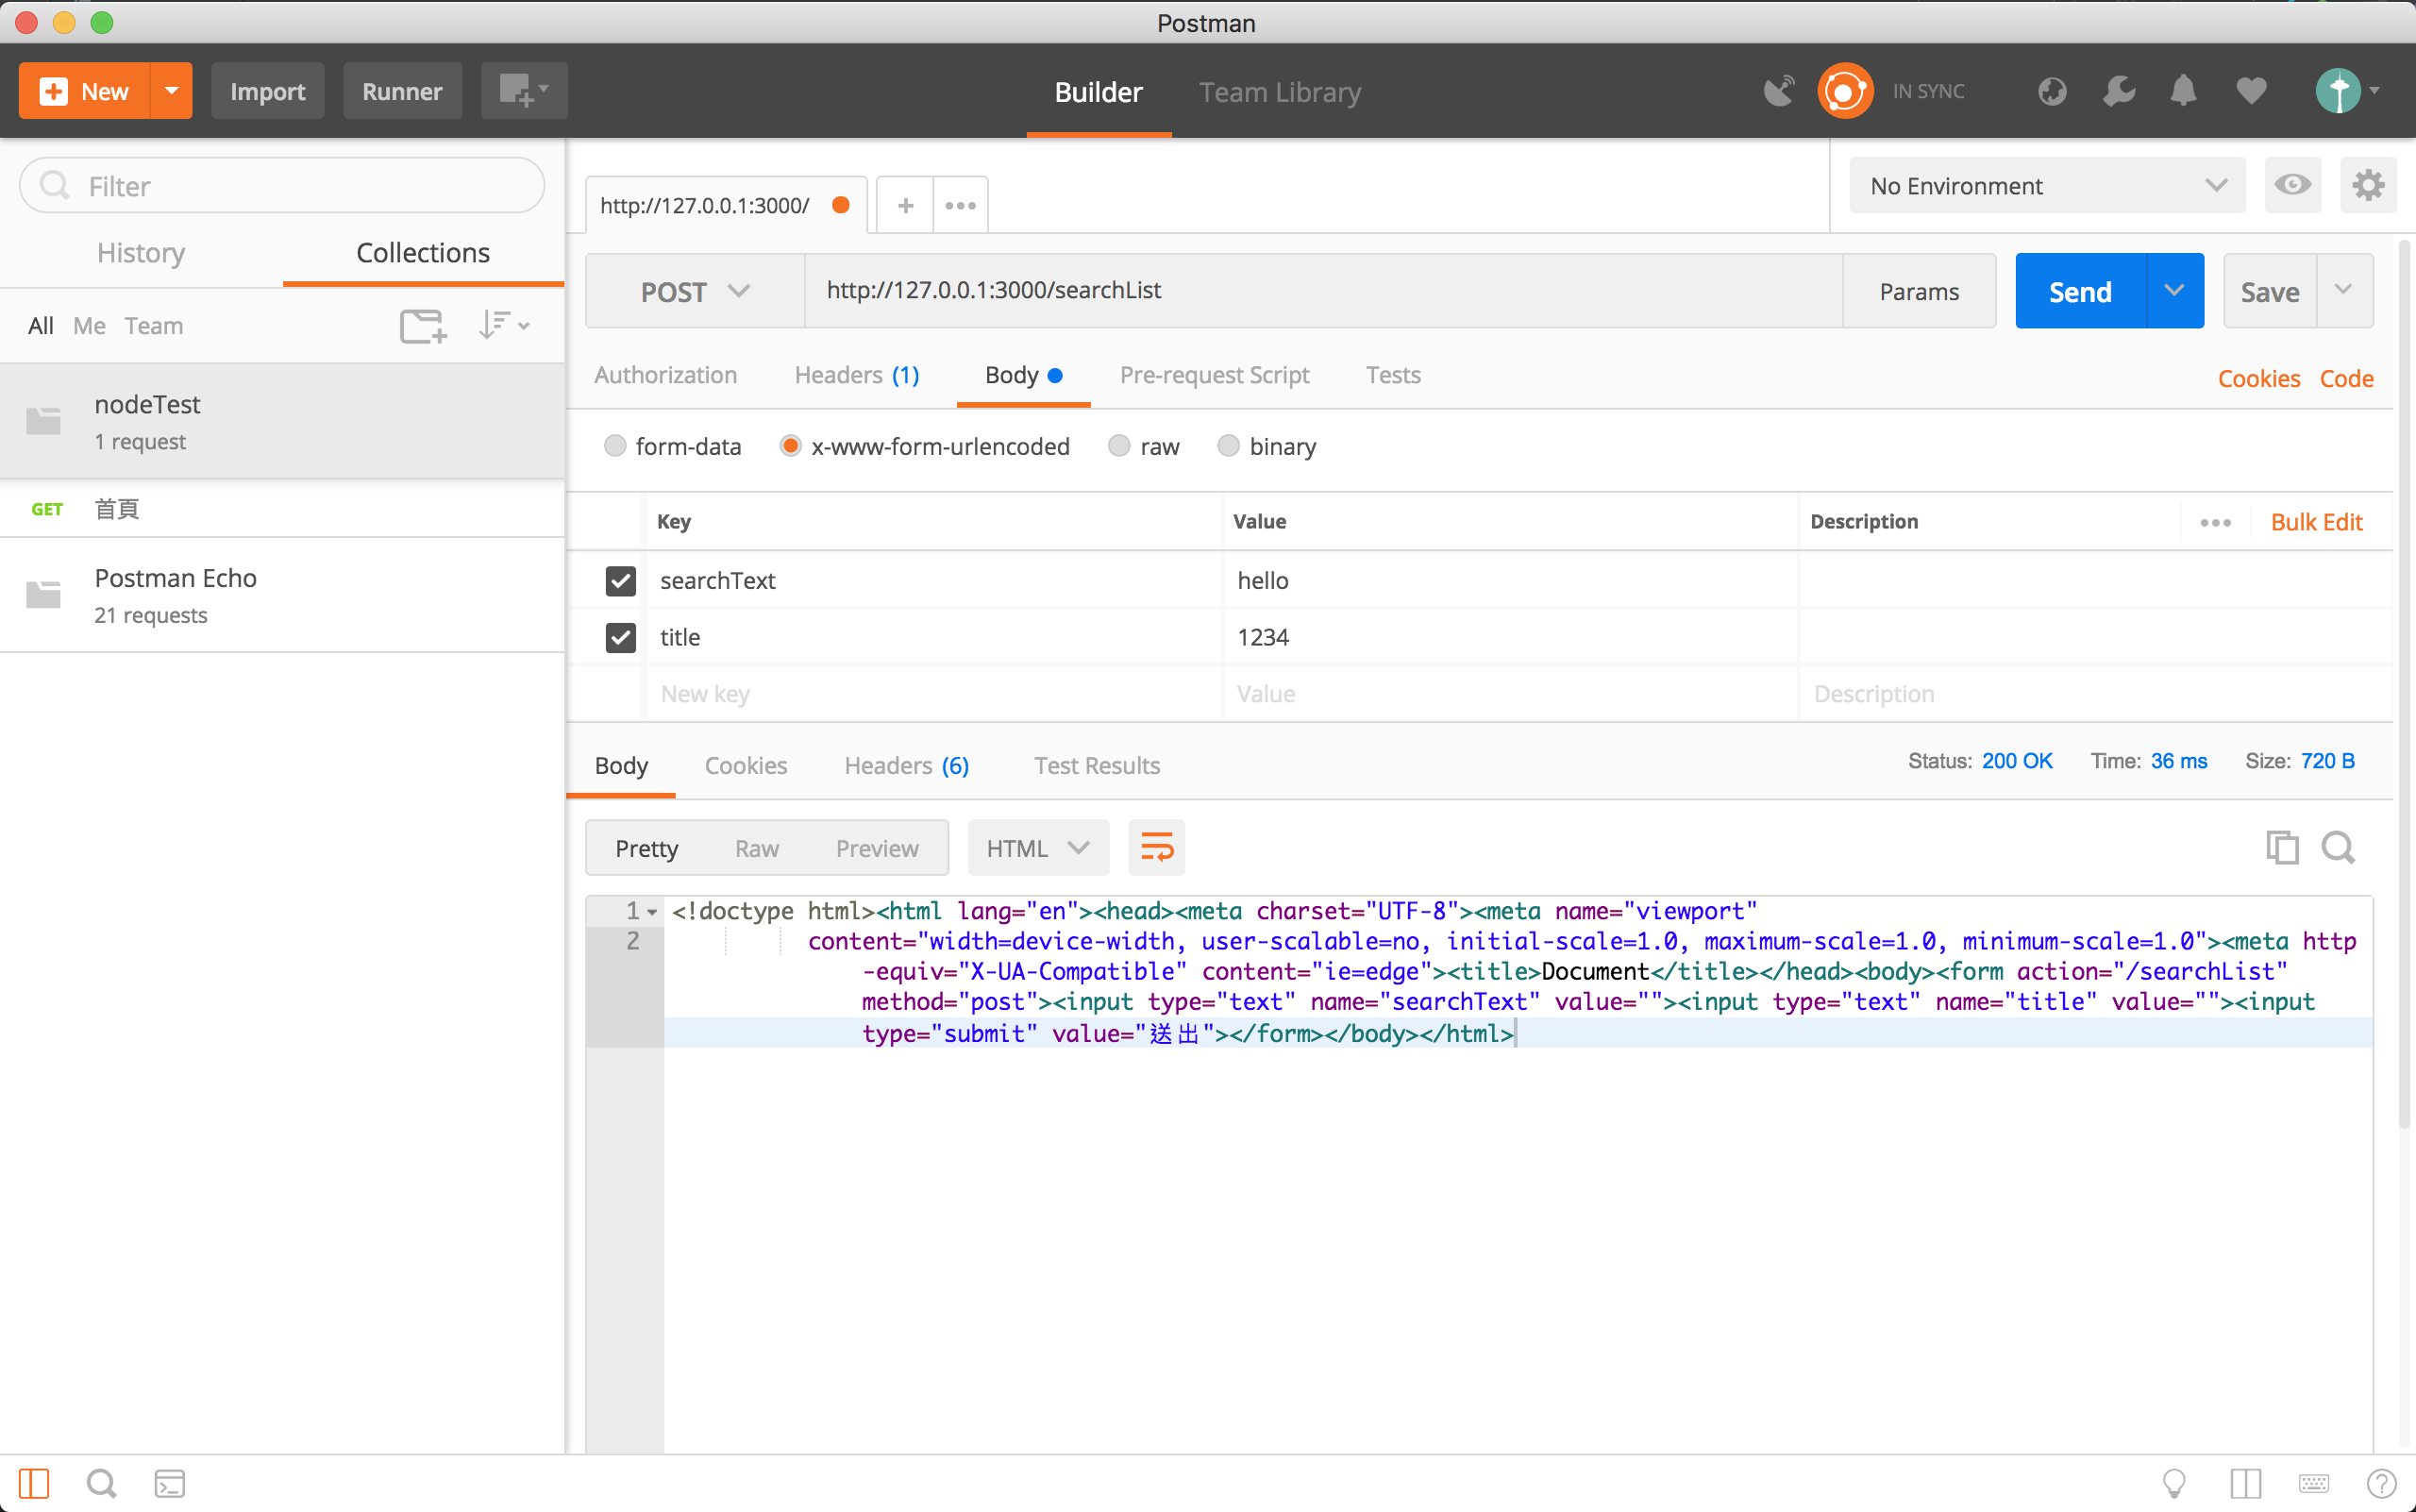 Postman
New Import Runner Builder Team Library IN SYNC
Filter
History Collections
All Me Team
nodeTest
1 request
GET 首頁
Postman Echo
21 requests
http://127.0.0.1:3000/ + ••• No Environment
POST http://127.0.0.1:3000/searchList Params Send Save
Authorization Headers (1) Body Pre-request Script Tests Cookies Code
form-data x-www-form-urlencoded raw binary
Key Value Description ••• Bulk Edit
searchText hello
title 1234
New key Value Description
Body Cookies Headers (6) Test Results Status: 200 OK Time: 36 ms Size: 720 B
Pretty Raw Preview HTML
1 <!doctype html><html lang="en"><head><meta charset="UTF-8"><meta name="viewport"
2 content="width=device-width, user-scalable=no, initial-scale=1.0, maximum-scale=1.0, minimum-scale=1.0"><meta http
-equiv="X-UA-Compatible" content="ie=edge"><title>Document</title></head><body><form action="/searchList"
method="post"><input type="text" name="searchText" value=""><input type="text" name="title" value=""><input
type="submit" value="送出"></form></body></html>